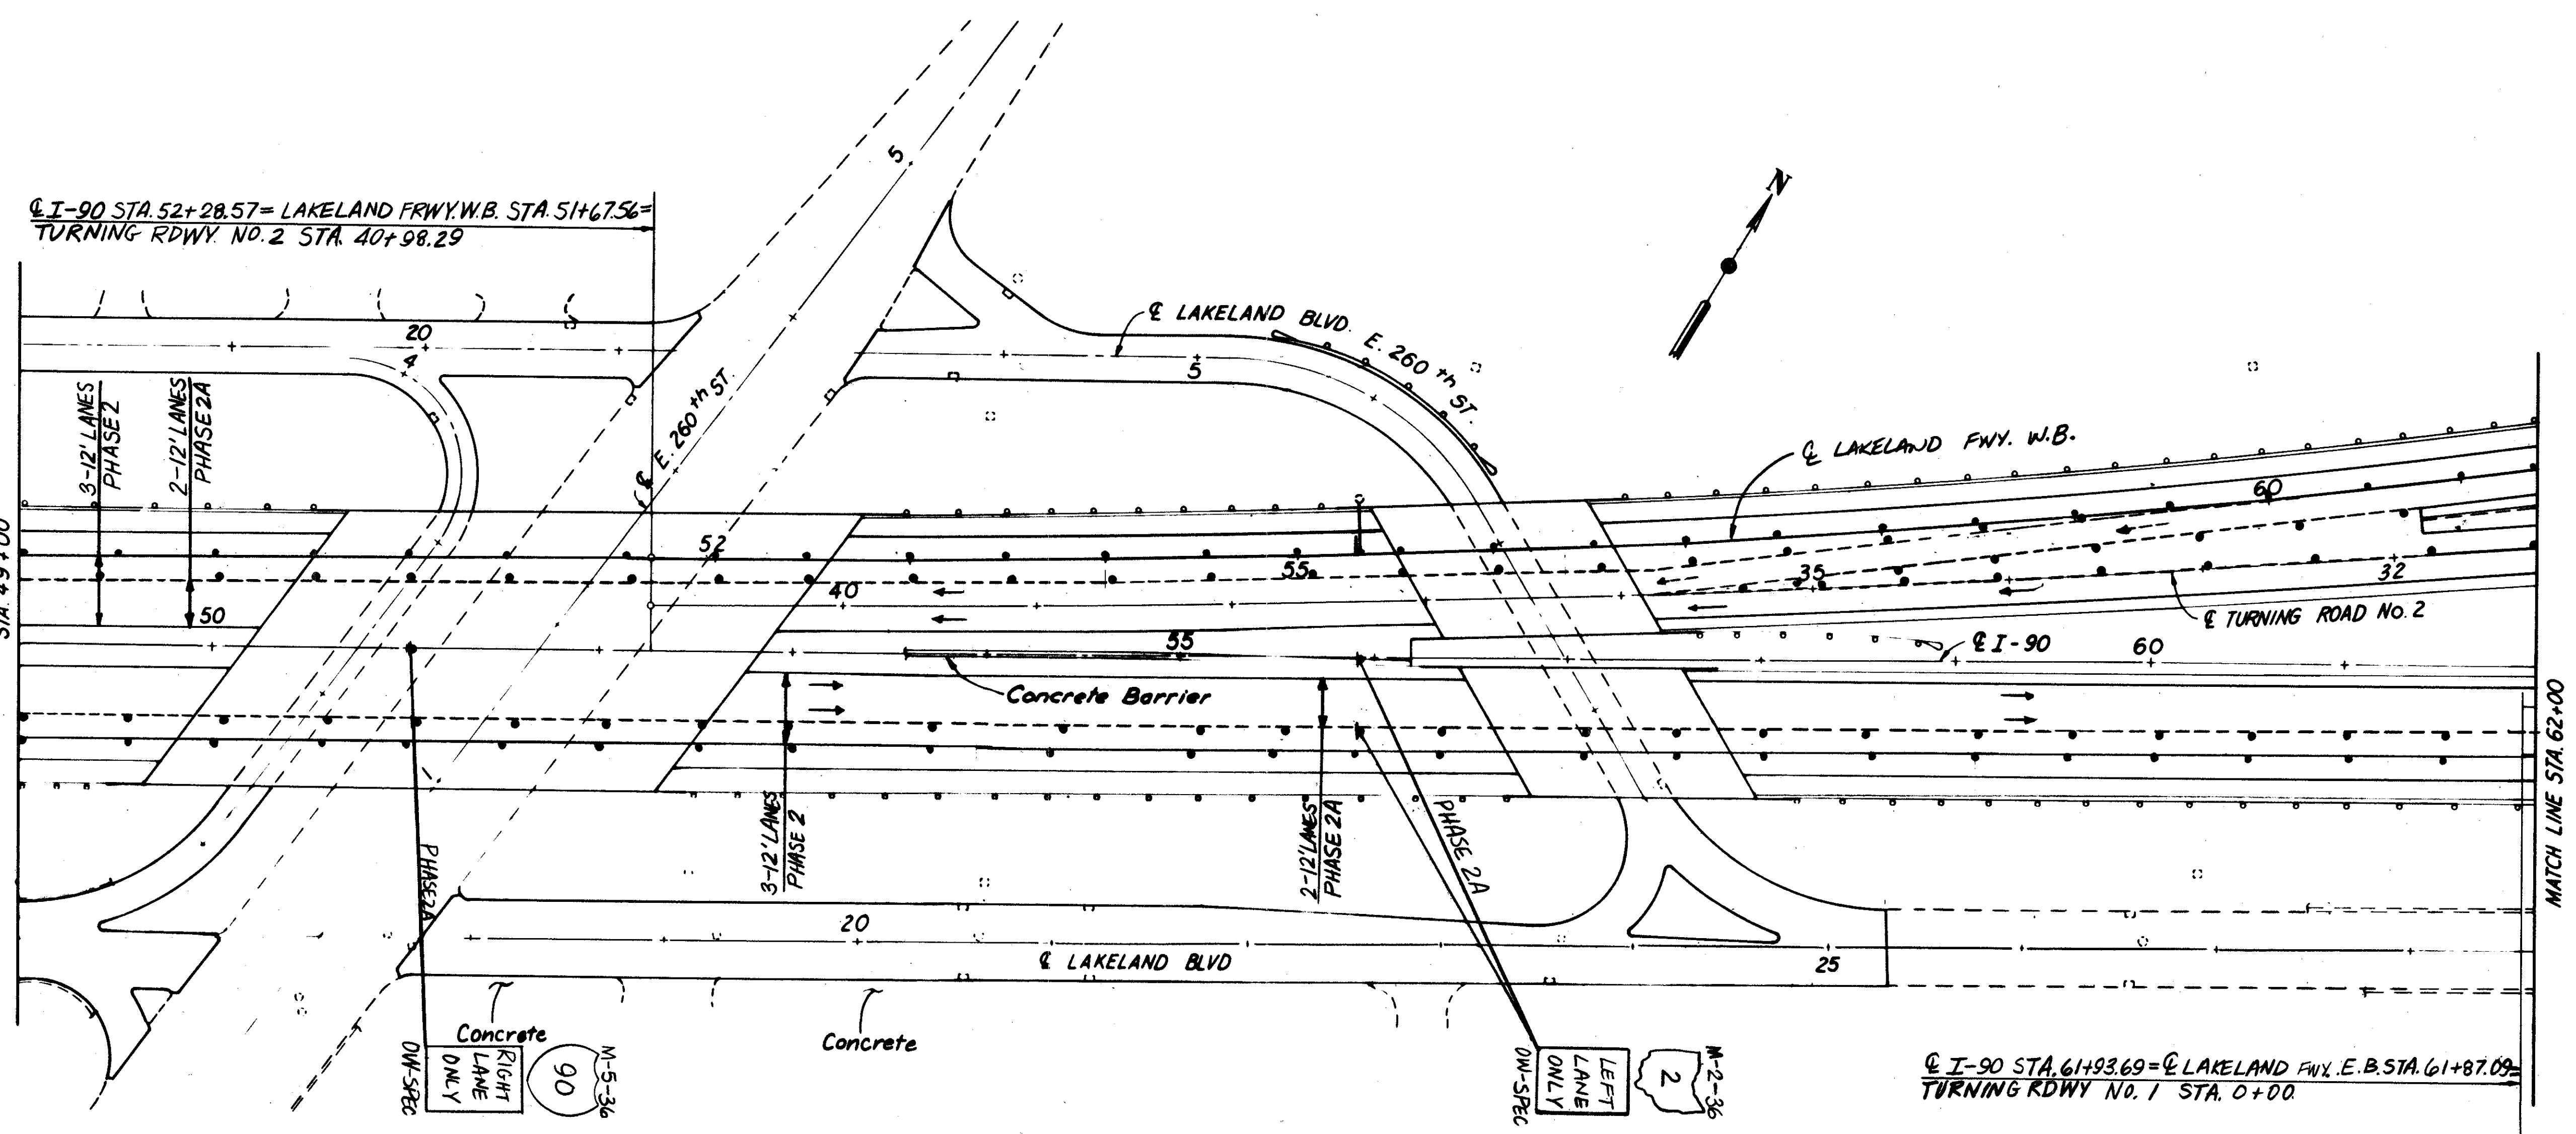 ℄ I-90 STA. 52+28.57= LAKELAND FRWY. W.B. STA. 51+67.56=
TURNING RDWY. NO. 2 STA. 40+98.29
N
5
℄ LAKELAND BLVD.
E. 260 th ST.
20
4
5
3-12' LANES
PHASE 2
2-12' LANES
PHASE 2A
℄ E. 260 th ST.
℄ LAKELAND FWY. W.B.
60
STA. 49+00
52
55
35
32
40
50
℄ TURNING ROAD No. 2
55
℄ I-90
60
Concrete Barrier
MATCH LINE STA. 62+00
3-12' LANES
PHASE 2
2-12' LANES
PHASE 2A
PHASE 2A
PHASE 2A
20
℄ LAKELAND BLVD
25
Concrete
Concrete
OW-SPEC
RIGHT
LANE
ONLY
90
M-5-36
OW-SPEC
LEFT
LANE
ONLY
2
M-2-36
℄ I-90 STA. 61+93.69=℄ LAKELAND FWY. E.B. STA. 61+87.09=
TURNING RDWY NO. 1 STA. 0+00.